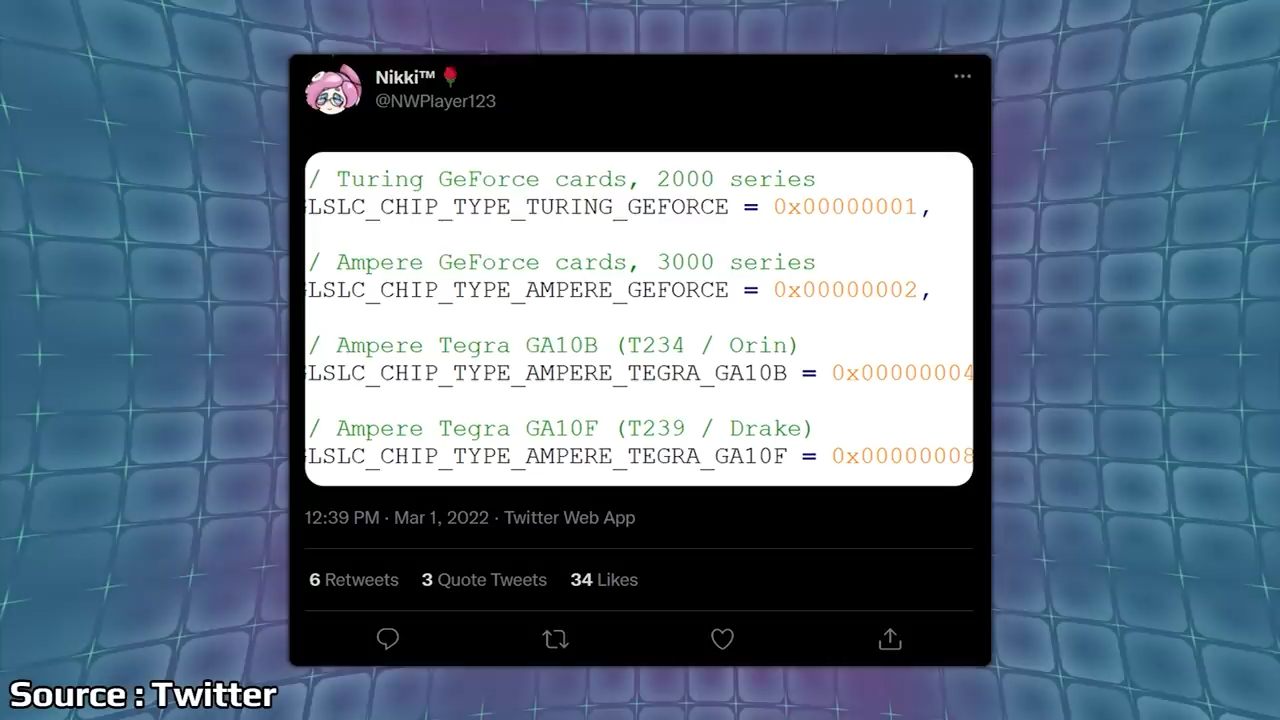 Nikki™ 🌹
@NWPlayer123
/ Turing GeForce cards, 2000 series
LSLC_CHIP_TYPE_TURING_GEFORCE = 0x00000001,
/ Ampere GeForce cards, 3000 series
LSLC_CHIP_TYPE_AMPERE_GEFORCE = 0x00000002,
/ Ampere Tegra GA10B (T234 / Orin)
LSLC_CHIP_TYPE_AMPERE_TEGRA_GA10B = 0x00000004
/ Ampere Tegra GA10F (T239 / Drake)
LSLC_CHIP_TYPE_AMPERE_TEGRA_GA10F = 0x00000008
12:39 PM · Mar 1, 2022 · Twitter Web App
6 Retweets 3 Quote Tweets 34 Likes
Source : Twitter